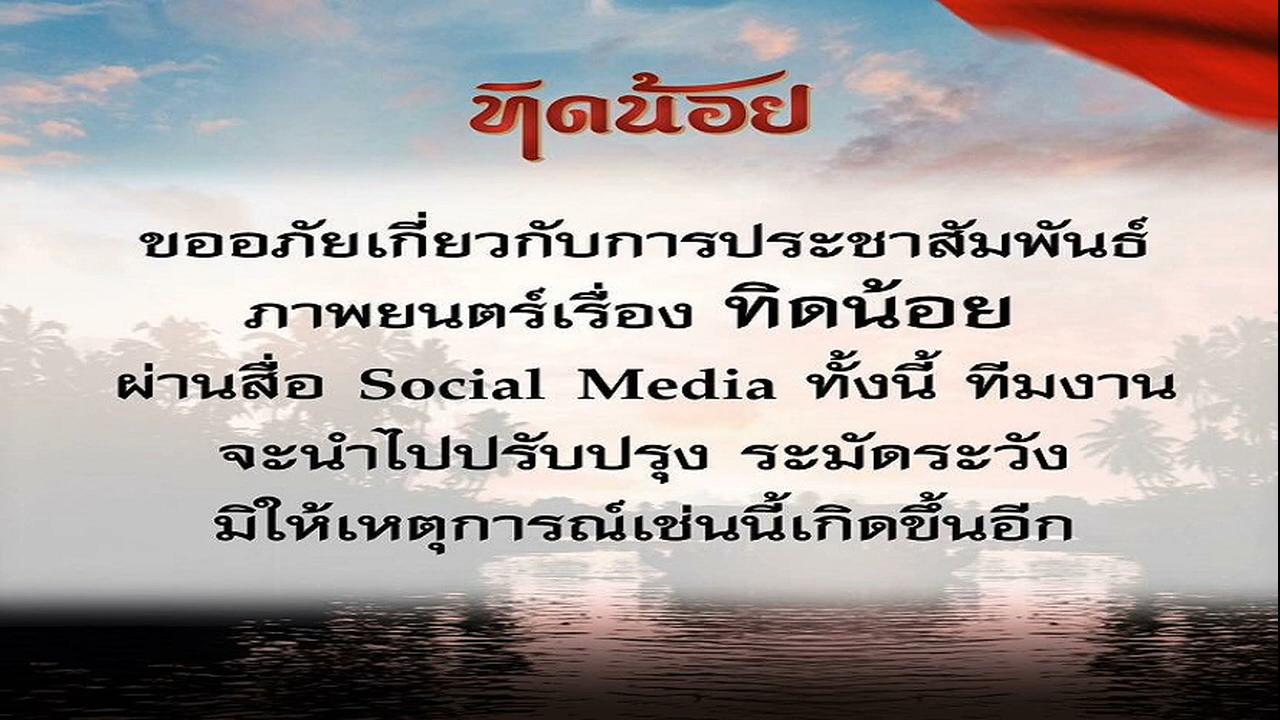 ทิดน้อย
ขออภัยเกี่ยวกับการประชาสัมพันธ์
ภาพยนตร์เรื่อง ทิดน้อย
ผ่านสื่อ Social Media ทั้งนี้ ทีมงาน
จะนำไปปรับปรุง ระมัดระวัง
มิให้เหตุการณ์เช่นนี้เกิดขึ้นอีก